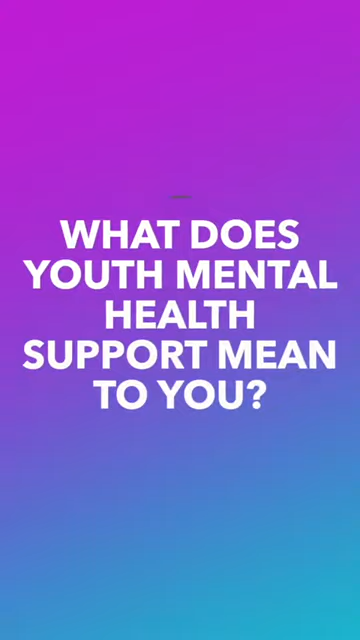 WHAT DOES
YOUTH MENTAL
HEALTH
SUPPORT MEAN
TO YOU?